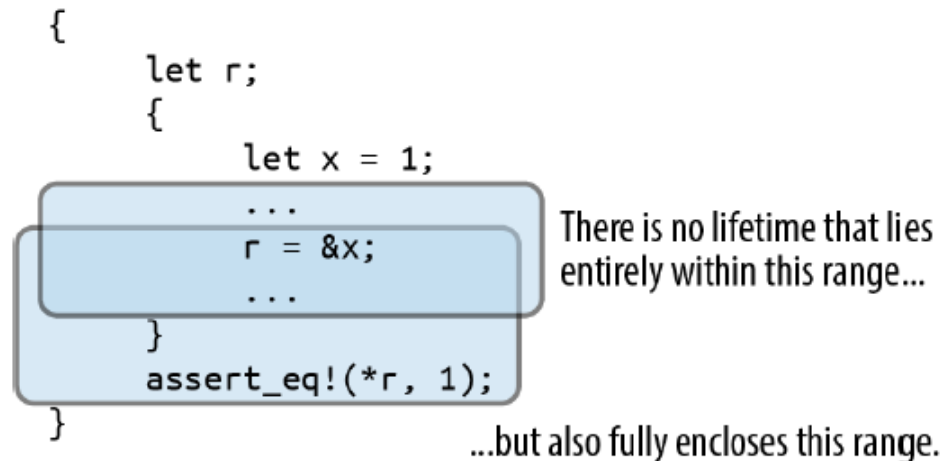 {
let r;
{
let x = 1;
...
r = &x;
...
}
assert_eq!(*r, 1);
}
There is no lifetime that lies
entirely within this range...
...but also fully encloses this range.